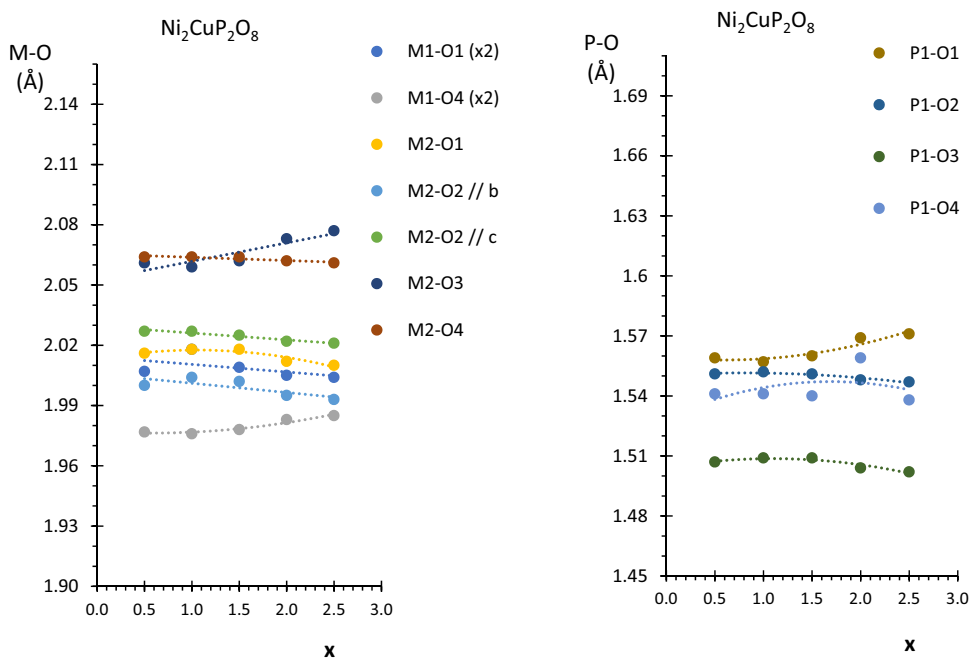 Ni₂CuP₂O₈
M-O
(Å)
2.14
2.11
2.08
2.05
2.02
1.99
1.96
1.93
1.90
0.0 0.5 1.0 1.5 2.0 2.5 3.0
x
M1-O1 (x2)
M1-O4 (x2)
M2-O1
M2-O2 // b
M2-O2 // c
M2-O3
M2-O4
Ni₂CuP₂O₈
P-O
(Å)
1.69
1.66
1.63
1.6
1.57
1.54
1.51
1.48
1.45
0.0 0.5 1.0 1.5 2.0 2.5 3.0
x
P1-O1
P1-O2
P1-O3
P1-O4